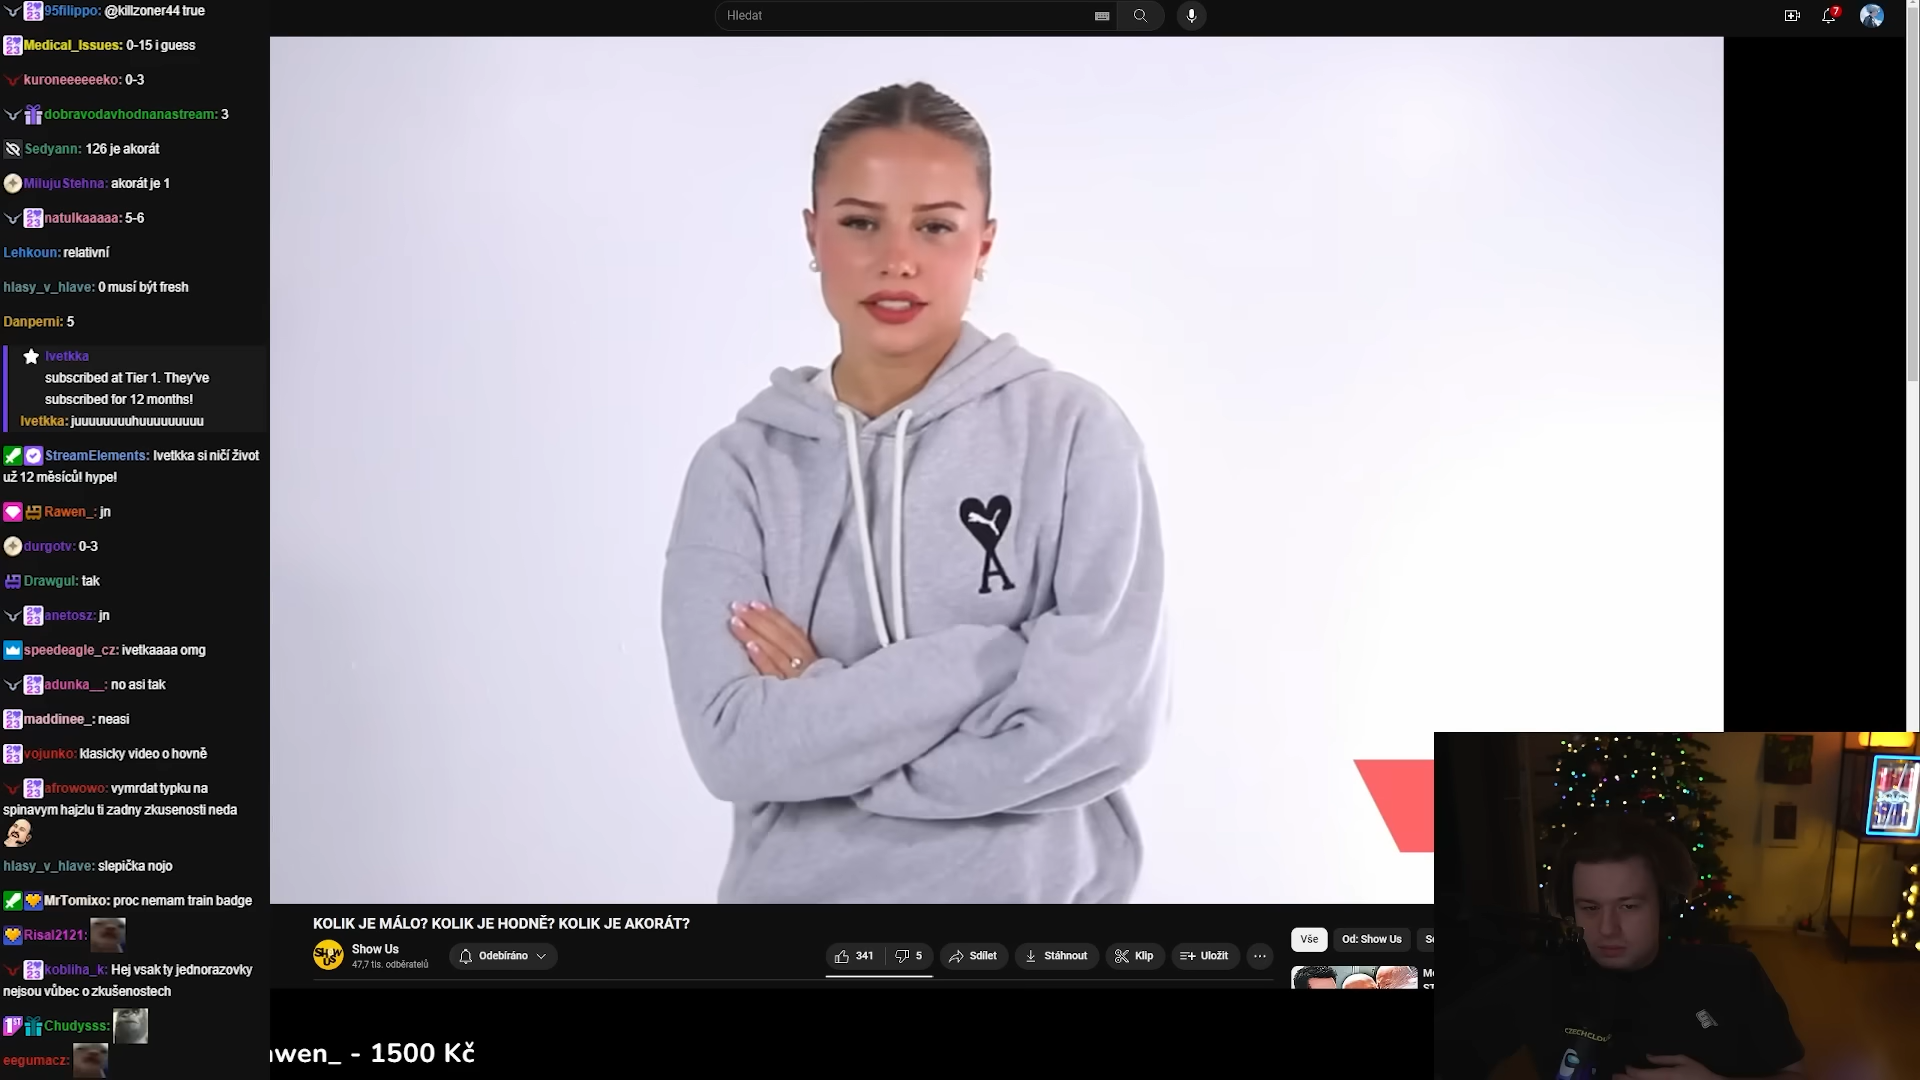 95filippo: @killzoner44 true
Medical_Issues: 0-15 i guess
kuroneeeeeeko: 0-3
dobravodavhodnanastream: 3
Sedyann: 126 je akorát
MilujuStehna: akorát je 1
natulkaaaaa: 5-6
Lehkoun: relativní
hlasy_v_hlave: 0 musí být fresh
Danperni: 5
Ivetkka
subscribed at Tier 1. They've
subscribed for 12 months!
Ivetkka: juuuuuuuuhuuuuuuuuu
StreamElements: Ivetkka si ničí život
už 12 měsíců! hype!
Rawen_: jn
durgotv: 0-3
Drawgul: tak
anetosz: jn
speedeagle_cz: ivetkaaaa omg
adunka__: no asi tak
maddinee_: neasi
vojunko: klasicky video o hovně
afrowowo: vymrdat typku na
spinavym hajzlu ti zadny zkusenosti neda
hlasy_v_hlave: slepička nojo
MrTomixo: proc nemam train badge
Risal2121:
kobliha_k: Hej vsak ty jednorazovky
nejsou vůbec o zkušenostech
Chudysss:
eegumacz:
Hledat
7
A
KOLIK JE MÁLO? KOLIK JE HODNĚ? KOLIK JE AKORÁT?
SHOW US
Show Us
47,7 tis. odběratelů
Odebíráno
341
5
Sdílet
Stáhnout
Klip
Uložit
Vše
Od: Show Us
awen_ - 1500 Kč